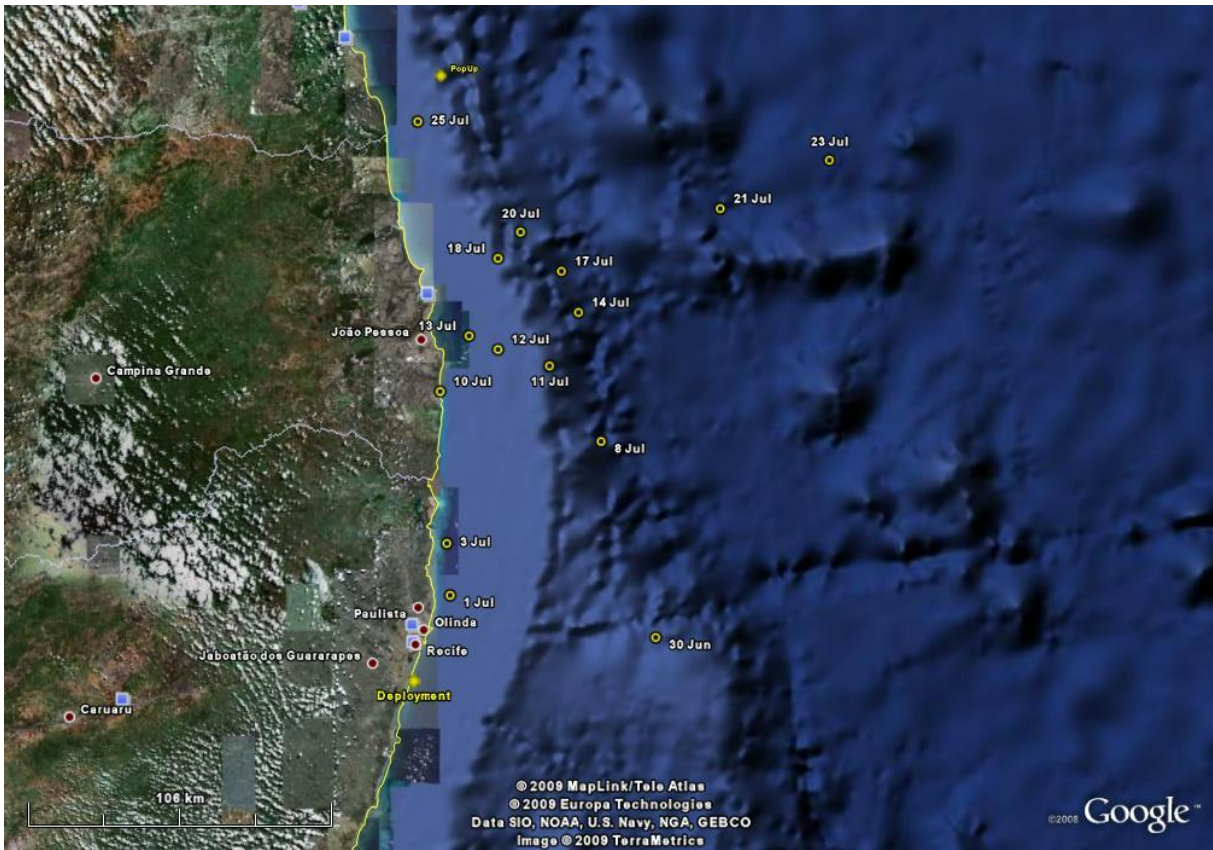 PopUp
25 Jul
23 Jul
21 Jul
20 Jul
18 Jul
17 Jul
14 Jul
13 Jul
João Pessoa
12 Jul
11 Jul
Campina Grande
10 Jul
8 Jul
3 Jul
1 Jul
Paulista
Olinda
30 Jun
Recife
Jaboatão dos Guararapes
Deployment
Caruaru
106 km
© 2009 MapLink/Tele Atlas
© 2009 Europa Technologies
Data SIO, NOAA, U.S. Navy, NGA, GEBCO
Image © 2009 TerraMetrics
©2008 Google™